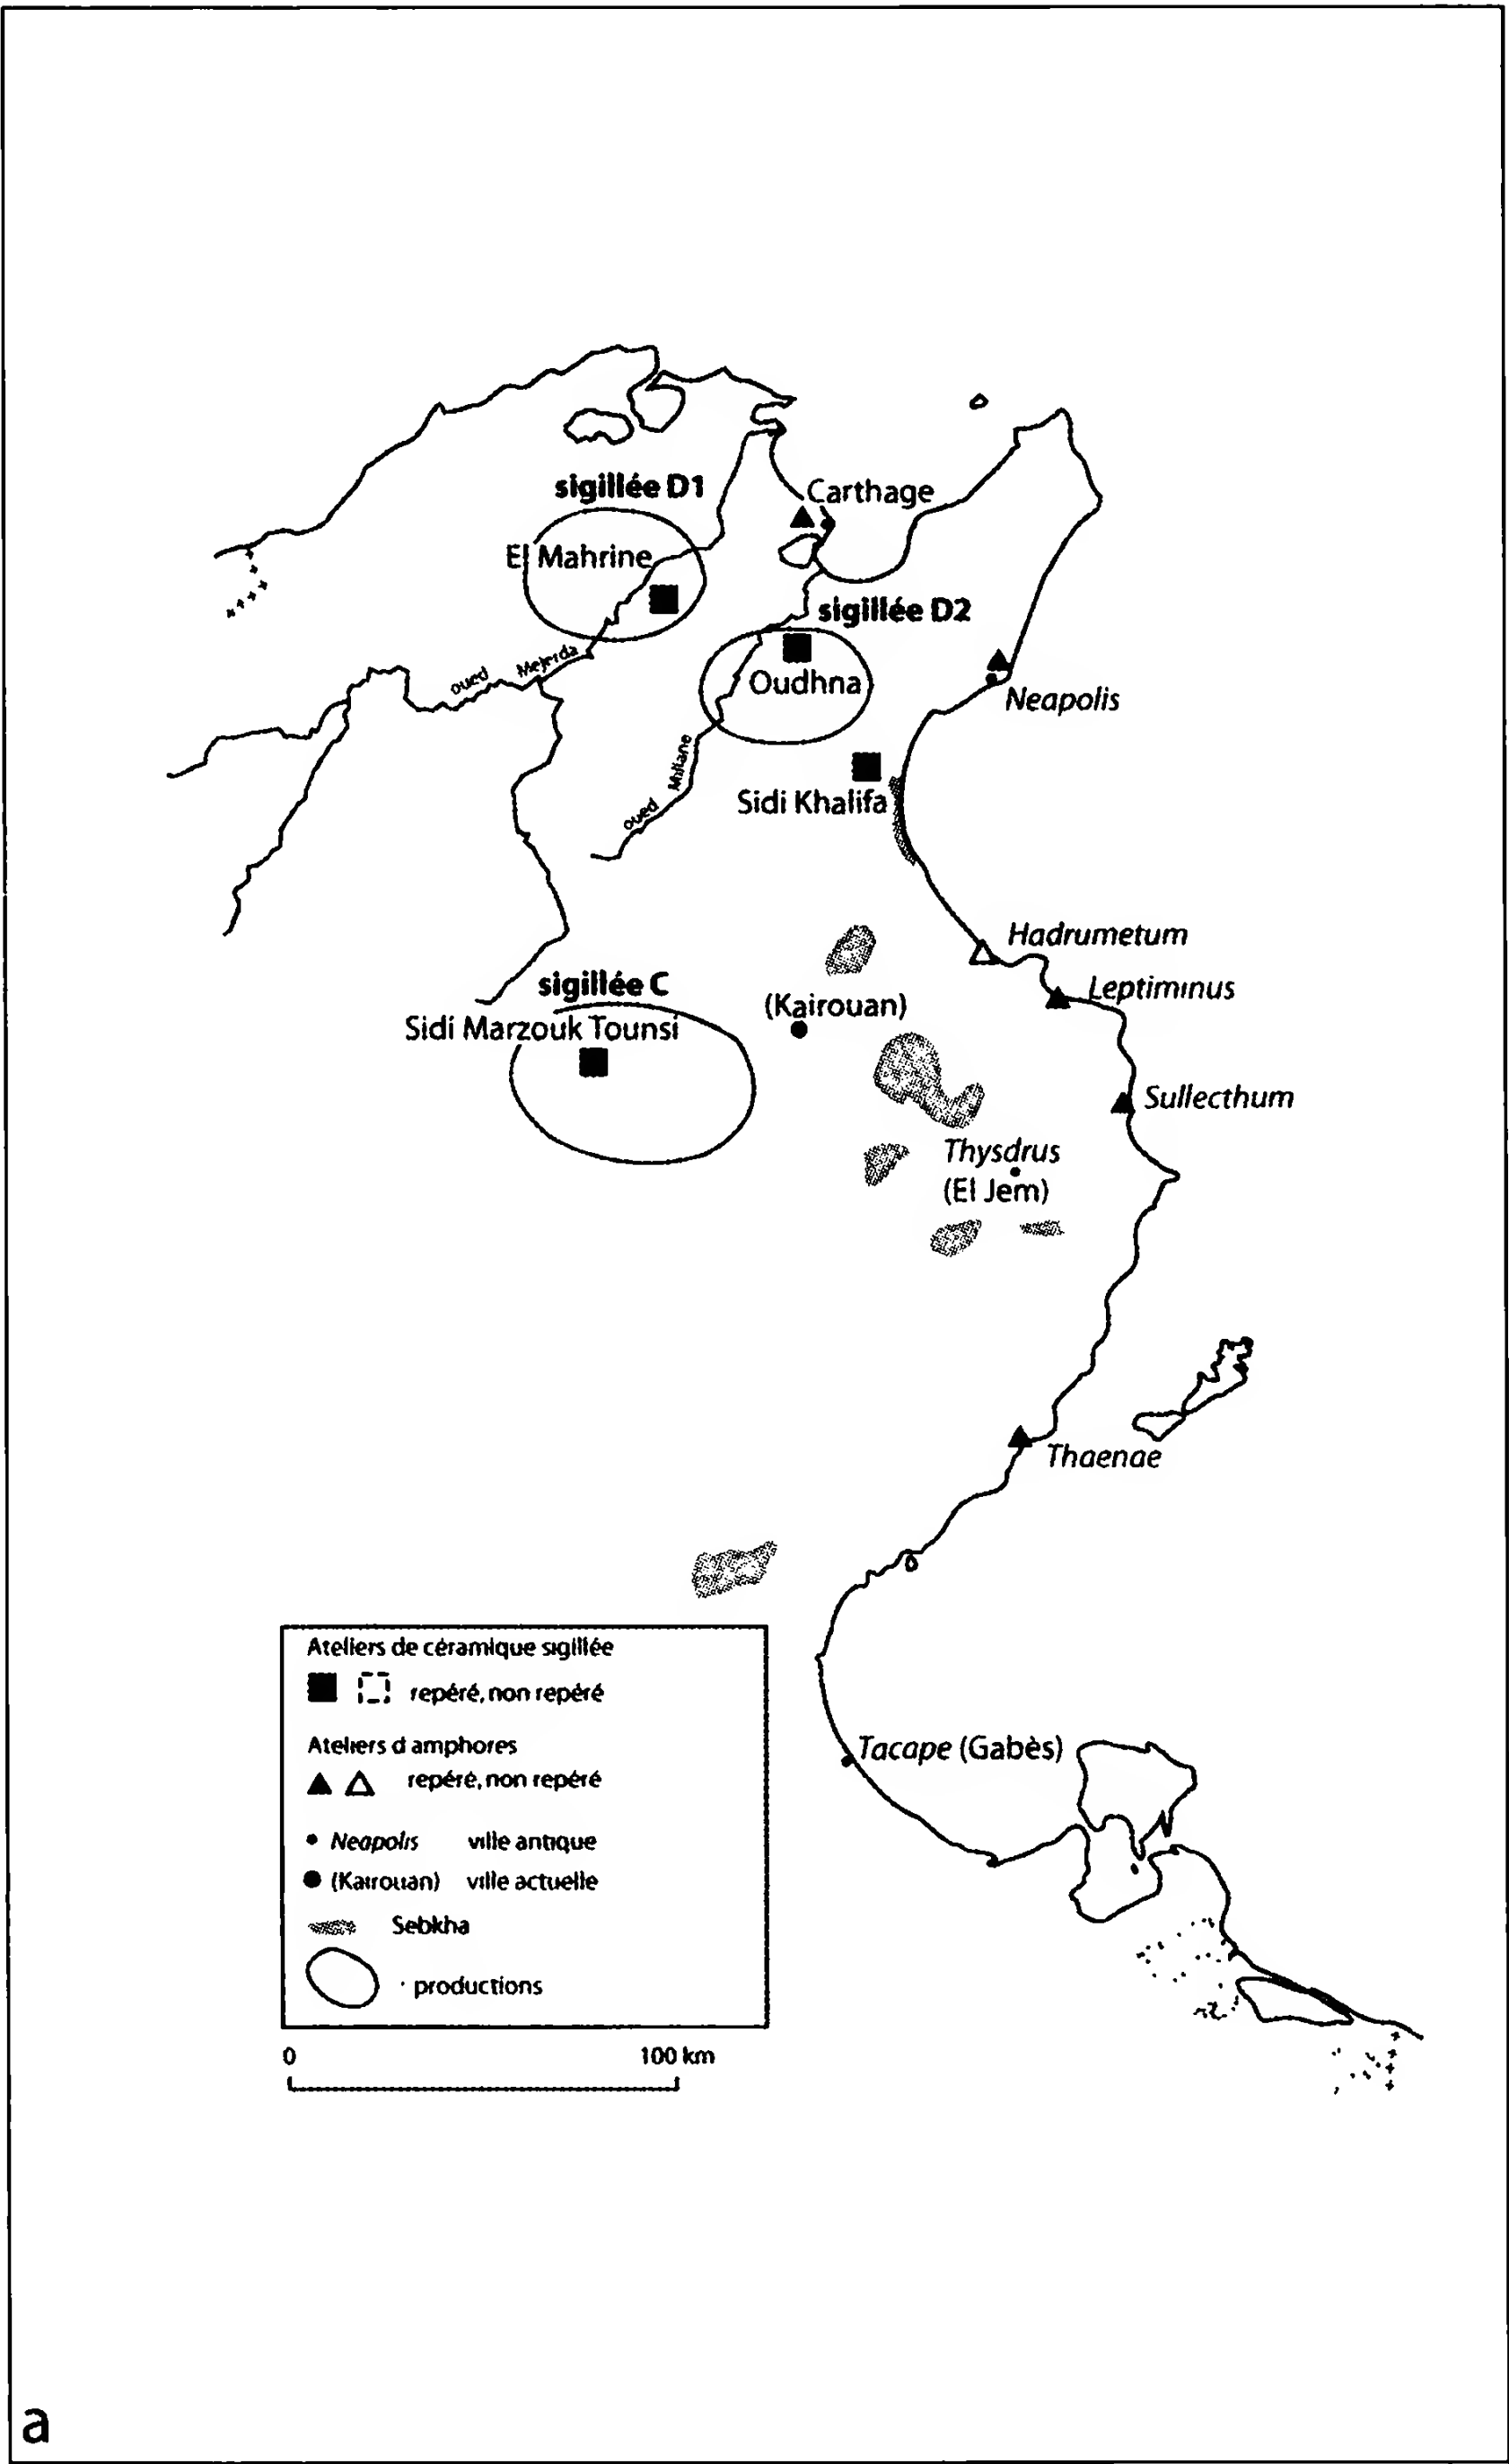 sigillée D1
Carthage
El Mahrine
sigillée D2
oued Mejerda
Oudhna
Neapolis
oued Miliane
Sidi Khalifa
Hadrumetum
sigillée C
Leptiminus
(Kairouan)
Sidi Marzouk Tounsi
Sullecthum
Thysdrus
(El Jem)
Thaenae
Ateliers de céramique sigillée
repéré, non repéré
Tacape (Gabès)
Ateliers d amphores
repéré, non repéré
Neapolis ville antique
(Kairouan) ville actuelle
Sebkha
productions
0 100 km
a